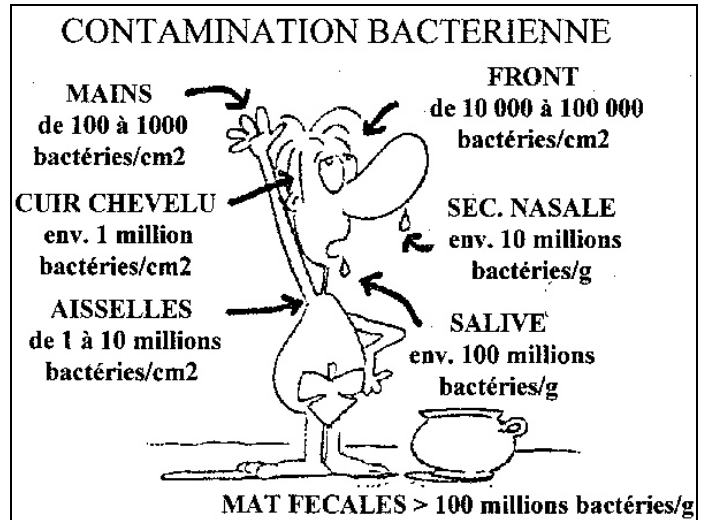 CONTAMINATION BACTERIENNE
MAINS
de 100 à 1000
bactéries/cm2
FRONT
de 10 000 à 100 000
bactéries/cm2
CUIR CHEVELU
env. 1 million
bactéries/cm2
SEC. NASALE
env. 10 millions
bactéries/g
AISSELLES
de 1 à 10 millions
bactéries/cm2
SALIVE
env. 100 millions
bactéries/g
MAT FECALES > 100 millions bactéries/g